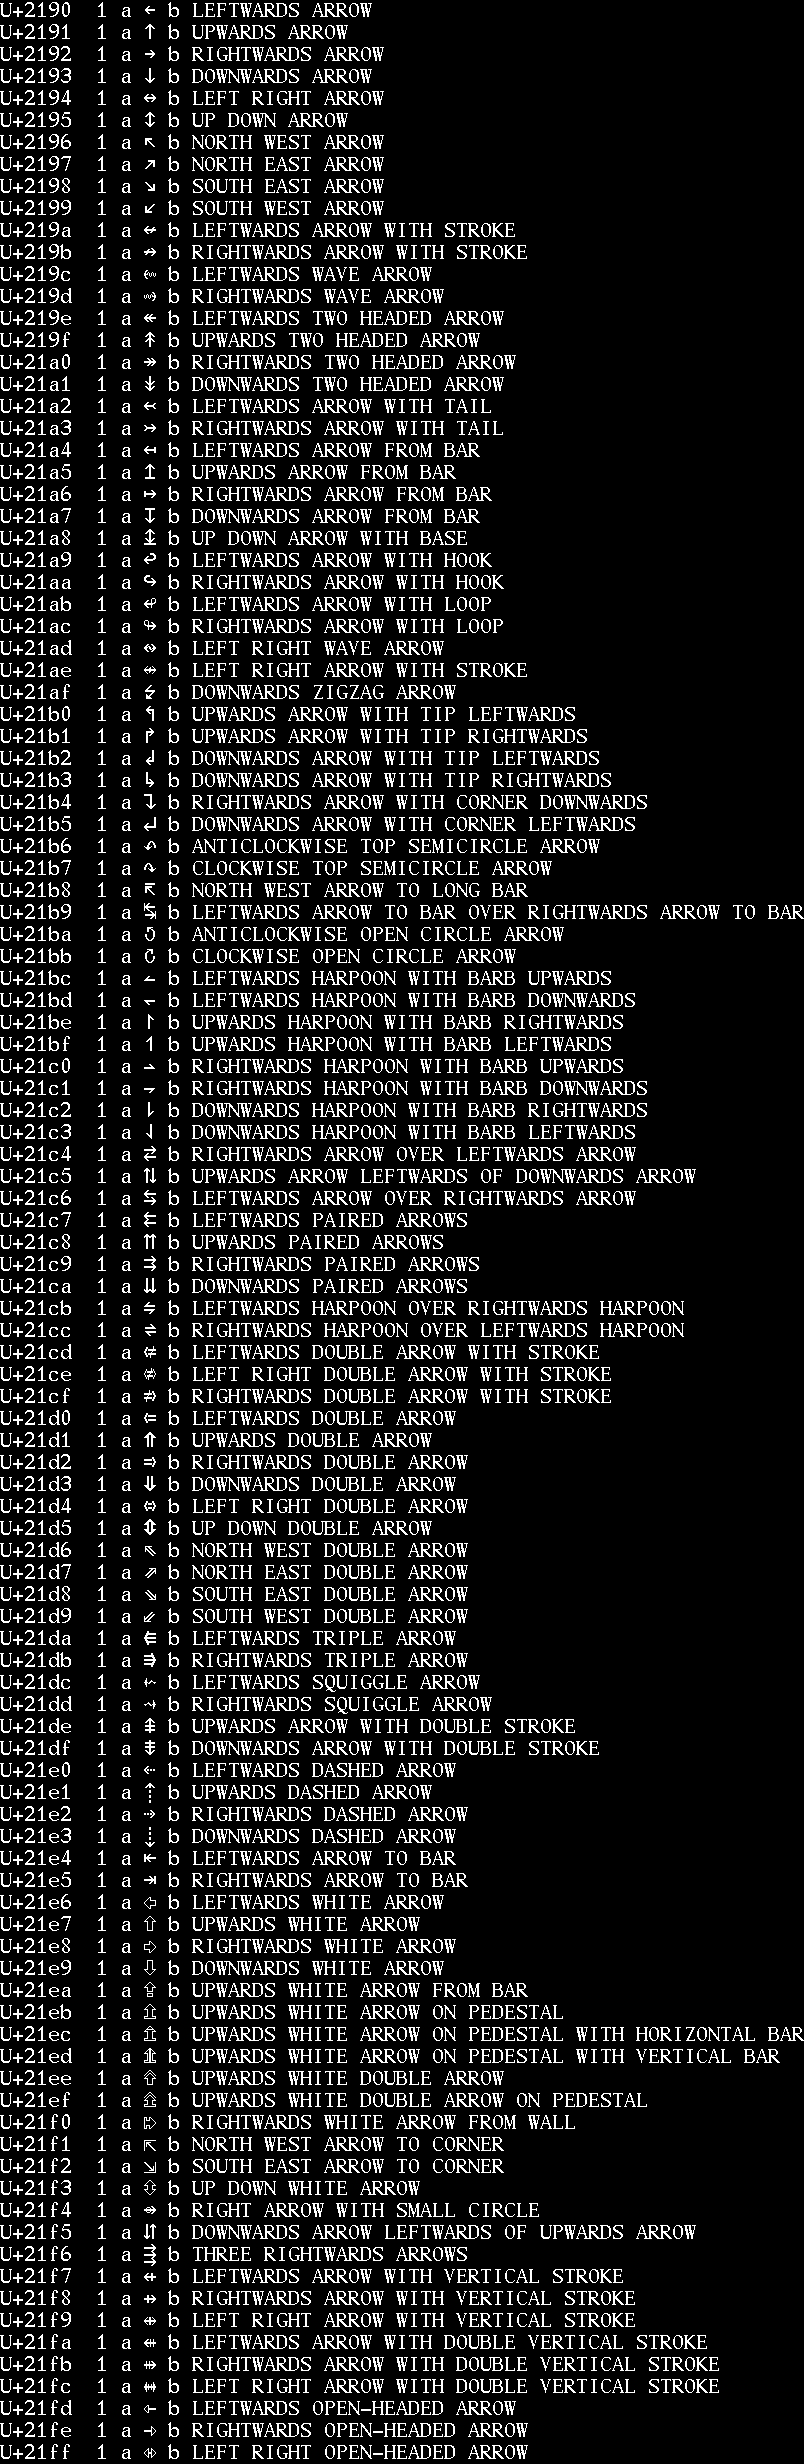 U+2190  1 a ← b LEFTWARDS ARROW
U+2191  1 a ↑ b UPWARDS ARROW
U+2192  1 a → b RIGHTWARDS ARROW
U+2193  1 a ↓ b DOWNWARDS ARROW
U+2194  1 a ↔ b LEFT RIGHT ARROW
U+2195  1 a ↕ b UP DOWN ARROW
U+2196  1 a ↖ b NORTH WEST ARROW
U+2197  1 a ↗ b NORTH EAST ARROW
U+2198  1 a ↘ b SOUTH EAST ARROW
U+2199  1 a ↙ b SOUTH WEST ARROW
U+219a  1 a ↚ b LEFTWARDS ARROW WITH STROKE
U+219b  1 a ↛ b RIGHTWARDS ARROW WITH STROKE
U+219c  1 a ↜ b LEFTWARDS WAVE ARROW
U+219d  1 a ↝ b RIGHTWARDS WAVE ARROW
U+219e  1 a ↞ b LEFTWARDS TWO HEADED ARROW
U+219f  1 a ↟ b UPWARDS TWO HEADED ARROW
U+21a0  1 a ↠ b RIGHTWARDS TWO HEADED ARROW
U+21a1  1 a ↡ b DOWNWARDS TWO HEADED ARROW
U+21a2  1 a ↢ b LEFTWARDS ARROW WITH TAIL
U+21a3  1 a ↣ b RIGHTWARDS ARROW WITH TAIL
U+21a4  1 a ↤ b LEFTWARDS ARROW FROM BAR
U+21a5  1 a ↥ b UPWARDS ARROW FROM BAR
U+21a6  1 a ↦ b RIGHTWARDS ARROW FROM BAR
U+21a7  1 a ↧ b DOWNWARDS ARROW FROM BAR
U+21a8  1 a ↨ b UP DOWN ARROW WITH BASE
U+21a9  1 a ↩ b LEFTWARDS ARROW WITH HOOK
U+21aa  1 a ↪ b RIGHTWARDS ARROW WITH HOOK
U+21ab  1 a ↫ b LEFTWARDS ARROW WITH LOOP
U+21ac  1 a ↬ b RIGHTWARDS ARROW WITH LOOP
U+21ad  1 a ↭ b LEFT RIGHT WAVE ARROW
U+21ae  1 a ↮ b LEFT RIGHT ARROW WITH STROKE
U+21af  1 a ↯ b DOWNWARDS ZIGZAG ARROW
U+21b0  1 a ↰ b UPWARDS ARROW WITH TIP LEFTWARDS
U+21b1  1 a ↱ b UPWARDS ARROW WITH TIP RIGHTWARDS
U+21b2  1 a ↲ b DOWNWARDS ARROW WITH TIP LEFTWARDS
U+21b3  1 a ↳ b DOWNWARDS ARROW WITH TIP RIGHTWARDS
U+21b4  1 a ↴ b RIGHTWARDS ARROW WITH CORNER DOWNWARDS
U+21b5  1 a ↵ b DOWNWARDS ARROW WITH CORNER LEFTWARDS
U+21b6  1 a ↶ b ANTICLOCKWISE TOP SEMICIRCLE ARROW
U+21b7  1 a ↷ b CLOCKWISE TOP SEMICIRCLE ARROW
U+21b8  1 a ↸ b NORTH WEST ARROW TO LONG BAR
U+21b9  1 a ↹ b LEFTWARDS ARROW TO BAR OVER RIGHTWARDS ARROW TO BAR
U+21ba  1 a ↺ b ANTICLOCKWISE OPEN CIRCLE ARROW
U+21bb  1 a ↻ b CLOCKWISE OPEN CIRCLE ARROW
U+21bc  1 a ↼ b LEFTWARDS HARPOON WITH BARB UPWARDS
U+21bd  1 a ↽ b LEFTWARDS HARPOON WITH BARB DOWNWARDS
U+21be  1 a ↾ b UPWARDS HARPOON WITH BARB RIGHTWARDS
U+21bf  1 a ↿ b UPWARDS HARPOON WITH BARB LEFTWARDS
U+21c0  1 a ⇀ b RIGHTWARDS HARPOON WITH BARB UPWARDS
U+21c1  1 a ⇁ b RIGHTWARDS HARPOON WITH BARB DOWNWARDS
U+21c2  1 a ⇂ b DOWNWARDS HARPOON WITH BARB RIGHTWARDS
U+21c3  1 a ⇃ b DOWNWARDS HARPOON WITH BARB LEFTWARDS
U+21c4  1 a ⇄ b RIGHTWARDS ARROW OVER LEFTWARDS ARROW
U+21c5  1 a ⇅ b UPWARDS ARROW LEFTWARDS OF DOWNWARDS ARROW
U+21c6  1 a ⇆ b LEFTWARDS ARROW OVER RIGHTWARDS ARROW
U+21c7  1 a ⇇ b LEFTWARDS PAIRED ARROWS
U+21c8  1 a ⇈ b UPWARDS PAIRED ARROWS
U+21c9  1 a ⇉ b RIGHTWARDS PAIRED ARROWS
U+21ca  1 a ⇊ b DOWNWARDS PAIRED ARROWS
U+21cb  1 a ⇋ b LEFTWARDS HARPOON OVER RIGHTWARDS HARPOON
U+21cc  1 a ⇌ b RIGHTWARDS HARPOON OVER LEFTWARDS HARPOON
U+21cd  1 a ⇍ b LEFTWARDS DOUBLE ARROW WITH STROKE
U+21ce  1 a ⇎ b LEFT RIGHT DOUBLE ARROW WITH STROKE
U+21cf  1 a ⇏ b RIGHTWARDS DOUBLE ARROW WITH STROKE
U+21d0  1 a ⇐ b LEFTWARDS DOUBLE ARROW
U+21d1  1 a ⇑ b UPWARDS DOUBLE ARROW
U+21d2  1 a ⇒ b RIGHTWARDS DOUBLE ARROW
U+21d3  1 a ⇓ b DOWNWARDS DOUBLE ARROW
U+21d4  1 a ⇔ b LEFT RIGHT DOUBLE ARROW
U+21d5  1 a ⇕ b UP DOWN DOUBLE ARROW
U+21d6  1 a ⇖ b NORTH WEST DOUBLE ARROW
U+21d7  1 a ⇗ b NORTH EAST DOUBLE ARROW
U+21d8  1 a ⇘ b SOUTH EAST DOUBLE ARROW
U+21d9  1 a ⇙ b SOUTH WEST DOUBLE ARROW
U+21da  1 a ⇚ b LEFTWARDS TRIPLE ARROW
U+21db  1 a ⇛ b RIGHTWARDS TRIPLE ARROW
U+21dc  1 a ⇜ b LEFTWARDS SQUIGGLE ARROW
U+21dd  1 a ⇝ b RIGHTWARDS SQUIGGLE ARROW
U+21de  1 a ⇞ b UPWARDS ARROW WITH DOUBLE STROKE
U+21df  1 a ⇟ b DOWNWARDS ARROW WITH DOUBLE STROKE
U+21e0  1 a ⇠ b LEFTWARDS DASHED ARROW
U+21e1  1 a ⇡ b UPWARDS DASHED ARROW
U+21e2  1 a ⇢ b RIGHTWARDS DASHED ARROW
U+21e3  1 a ⇣ b DOWNWARDS DASHED ARROW
U+21e4  1 a ⇤ b LEFTWARDS ARROW TO BAR
U+21e5  1 a ⇥ b RIGHTWARDS ARROW TO BAR
U+21e6  1 a ⇦ b LEFTWARDS WHITE ARROW
U+21e7  1 a ⇧ b UPWARDS WHITE ARROW
U+21e8  1 a ⇨ b RIGHTWARDS WHITE ARROW
U+21e9  1 a ⇩ b DOWNWARDS WHITE ARROW
U+21ea  1 a ⇪ b UPWARDS WHITE ARROW FROM BAR
U+21eb  1 a ⇫ b UPWARDS WHITE ARROW ON PEDESTAL
U+21ec  1 a ⇬ b UPWARDS WHITE ARROW ON PEDESTAL WITH HORIZONTAL BAR
U+21ed  1 a ⇭ b UPWARDS WHITE ARROW ON PEDESTAL WITH VERTICAL BAR
U+21ee  1 a ⇮ b UPWARDS WHITE DOUBLE ARROW
U+21ef  1 a ⇯ b UPWARDS WHITE DOUBLE ARROW ON PEDESTAL
U+21f0  1 a ⇰ b RIGHTWARDS WHITE ARROW FROM WALL
U+21f1  1 a ⇱ b NORTH WEST ARROW TO CORNER
U+21f2  1 a ⇲ b SOUTH EAST ARROW TO CORNER
U+21f3  1 a ⇳ b UP DOWN WHITE ARROW
U+21f4  1 a ⇴ b RIGHT ARROW WITH SMALL CIRCLE
U+21f5  1 a ⇵ b DOWNWARDS ARROW LEFTWARDS OF UPWARDS ARROW
U+21f6  1 a ⇶ b THREE RIGHTWARDS ARROWS
U+21f7  1 a ⇷ b LEFTWARDS ARROW WITH VERTICAL STROKE
U+21f8  1 a ⇸ b RIGHTWARDS ARROW WITH VERTICAL STROKE
U+21f9  1 a ⇹ b LEFT RIGHT ARROW WITH VERTICAL STROKE
U+21fa  1 a ⇺ b LEFTWARDS ARROW WITH DOUBLE VERTICAL STROKE
U+21fb  1 a ⇻ b RIGHTWARDS ARROW WITH DOUBLE VERTICAL STROKE
U+21fc  1 a ⇼ b LEFT RIGHT ARROW WITH DOUBLE VERTICAL STROKE
U+21fd  1 a ⇽ b LEFTWARDS OPEN-HEADED ARROW
U+21fe  1 a ⇾ b RIGHTWARDS OPEN-HEADED ARROW
U+21ff  1 a ⇿ b LEFT RIGHT OPEN-HEADED ARROW